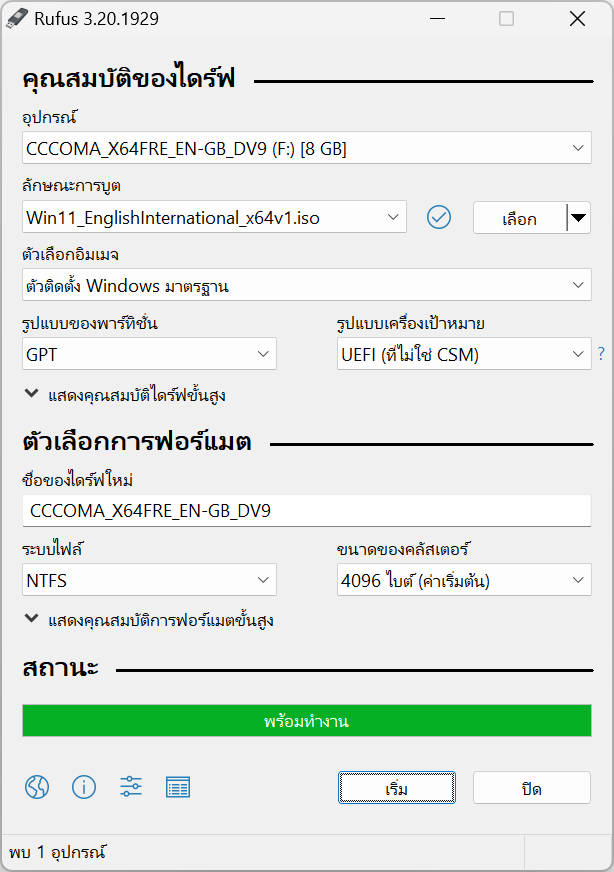 Rufus 3.20.1929
คุณสมบัติของไดร์ฟ
อุปกรณ์
CCCOMA_X64FRE_EN-GB_DV9 (F:) [8 GB]
ลักษณะการบูต
Win11_EnglishInternational_x64v1.iso
เลือก
ตัวเลือกอิมเมจ
ตัวติดตั้ง Windows มาตรฐาน
รูปแบบของพาร์ทิชั่น รูปแบบเครื่องเป้าหมาย
GPT UEFI (ที่ไม่ใช่ CSM) ?
แสดงคุณสมบัติไดร์ฟขั้นสูง
ตัวเลือกการฟอร์แมต
ชื่อของไดร์ฟใหม่
CCCOMA_X64FRE_EN-GB_DV9
ระบบไฟล์ ขนาดของคลัสเตอร์
NTFS 4096 ไบต์ (ค่าเริ่มต้น)
แสดงคุณสมบัติการฟอร์แมตขั้นสูง
สถานะ
พร้อมทำงาน
เริ่ม ปิด
พบ 1 อุปกรณ์